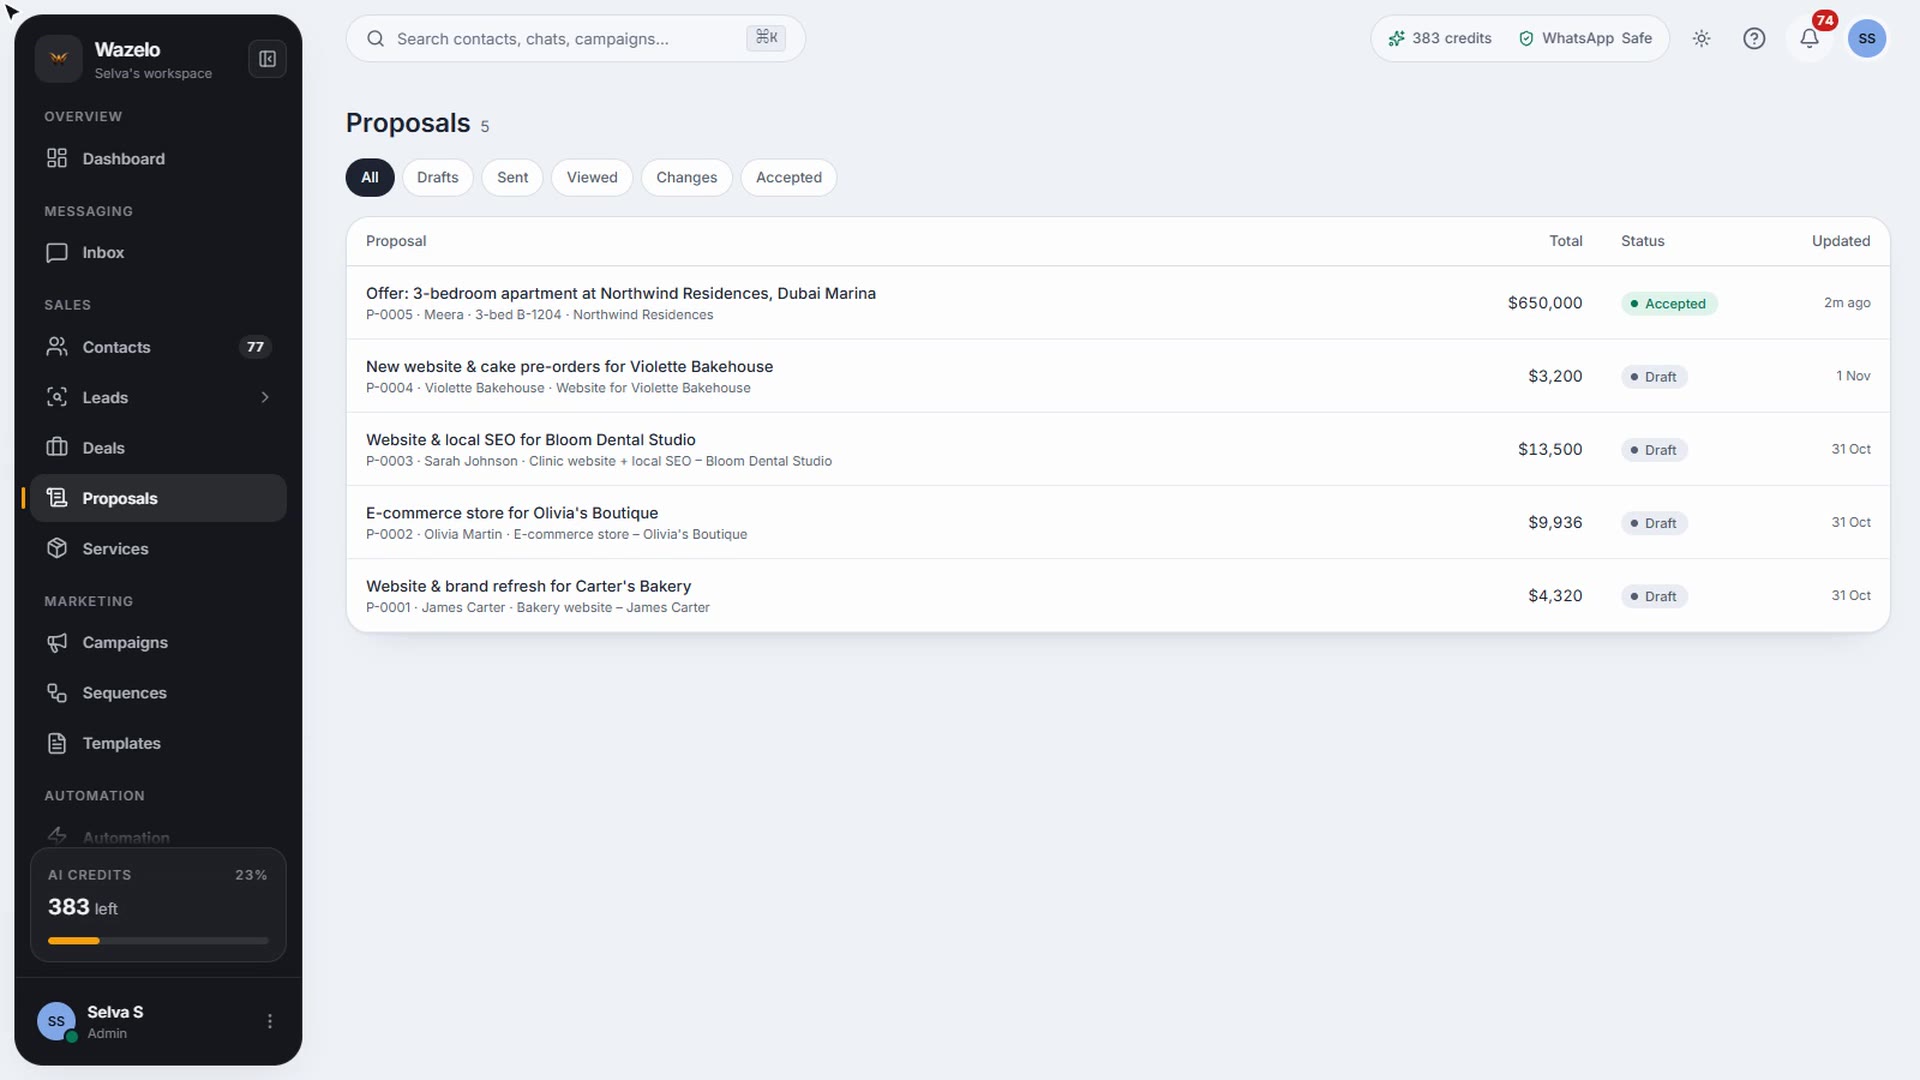 Wazelo
Selva's workspace
OVERVIEW
Dashboard
MESSAGING
Inbox
SALES
Contacts 77
Leads
Deals
Proposals
Services
MARKETING
Campaigns
Sequences
Templates
AUTOMATION
Automation
AI CREDITS 23%
383 left
SS Selva S
Admin
Search contacts, chats, campaigns... ⌘K
383 credits WhatsApp Safe 74 SS
Proposals 5
All Drafts Sent Viewed Changes Accepted
Proposal Total Status Updated
Offer: 3-bedroom apartment at Northwind Residences, Dubai Marina
P-0005 · Meera · 3-bed B-1204 · Northwind Residences
$650,000 Accepted 2m ago
New website & cake pre-orders for Violette Bakehouse
P-0004 · Violette Bakehouse · Website for Violette Bakehouse
$3,200 Draft 1 Nov
Website & local SEO for Bloom Dental Studio
P-0003 · Sarah Johnson · Clinic website + local SEO – Bloom Dental Studio
$13,500 Draft 31 Oct
E-commerce store for Olivia's Boutique
P-0002 · Olivia Martin · E-commerce store – Olivia's Boutique
$9,936 Draft 31 Oct
Website & brand refresh for Carter's Bakery
P-0001 · James Carter · Bakery website – James Carter
$4,320 Draft 31 Oct